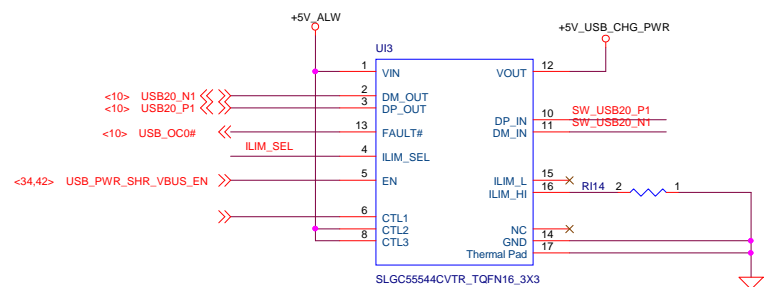 +5V_ALW
+5V_USB_CHG_PWR
UI3
1 VIN VOUT 12
<10> USB20_N1 2 DM_OUT
<10> USB20_P1 3 DP_OUT
DP_IN 10 SW_USB20_P1
DM_IN 11 SW_USB20_N1
<10> USB_OC0# 13 FAULT#
ILIM_SEL 4 ILIM_SEL
<34,42> USB_PWR_SHR_VBUS_EN 5 EN
ILIM_L 15
ILIM_HI 16 RI14 2 1
6 CTL1
CTL2
8 CTL3
NC
GND 14
Thermal Pad 17
SLGC55544CVTR_TQFN16_3X3